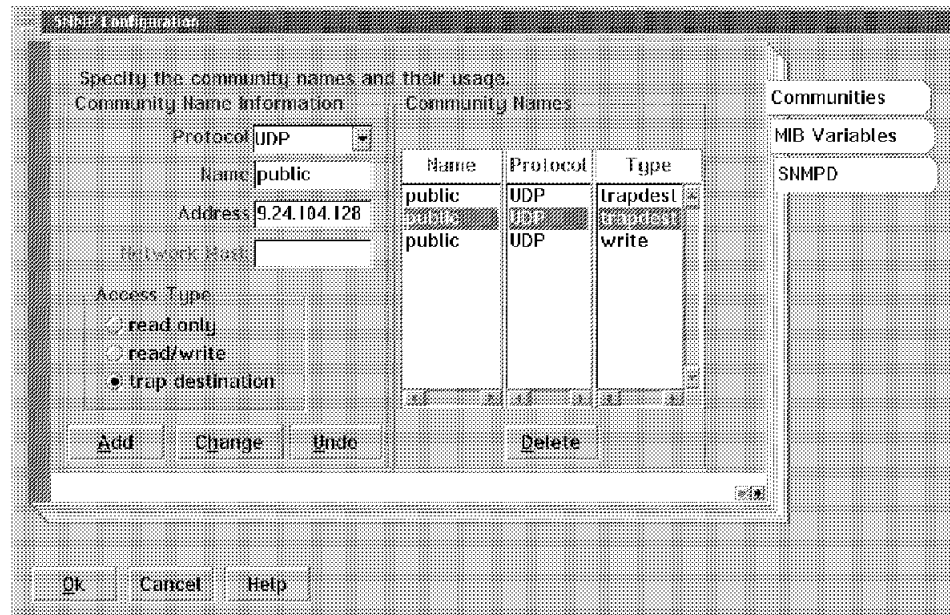 SNMP Configuration
Specify the community names and their usage.
Community Name Information
Protocol UDP
Name public
Address 9.24.104.128
Network Mask
Access Type
read only
read/write
trap destination
Add Change Undo
Community Names
Name Protocol Type
public UDP trapdest
public UDP trapdest
public UDP write
Delete
Communities
MIB Variables
SNMPD
Ok Cancel Help